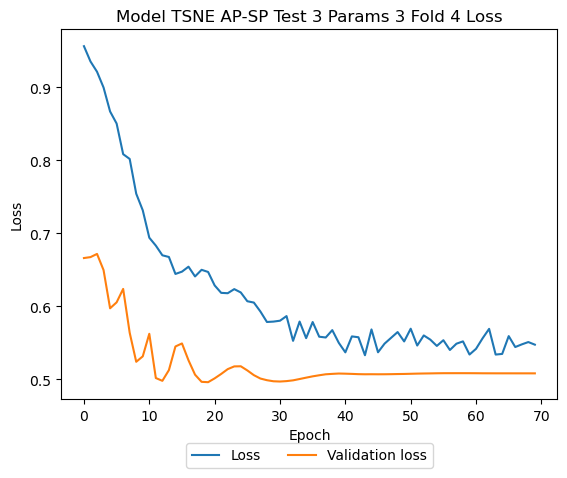 Model TSNE AP-SP Test 3 Params 3 Fold 4 Loss
Loss
0.9
0.8
0.7
0.6
0.5
0 10 20 30 40 50 60 70
Epoch
Loss Validation loss